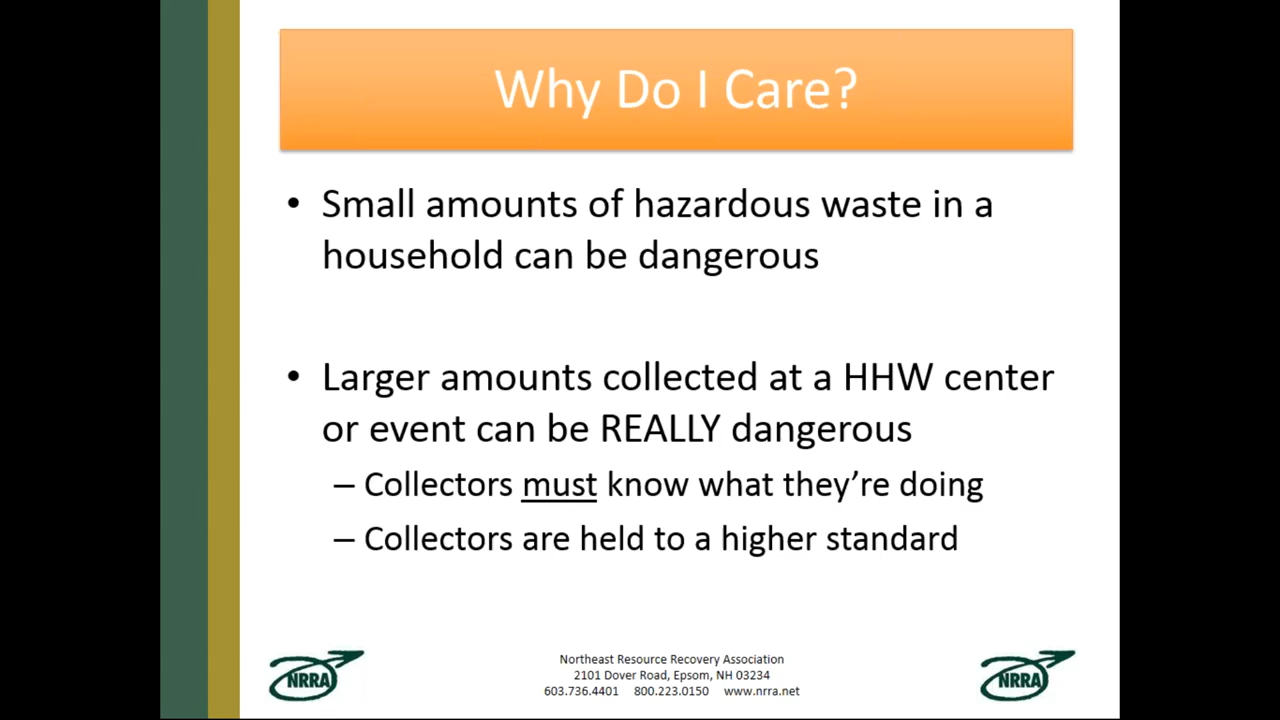 Why Do I Care?
• Small amounts of hazardous waste in a
household can be dangerous
• Larger amounts collected at a HHW center
or event can be REALLY dangerous
– Collectors must know what they’re doing
– Collectors are held to a higher standard
NRRA
Northeast Resource Recovery Association
2101 Dover Road, Epsom, NH 03234
603.736.4401 800.223.0150 www.nrra.net
NRRA